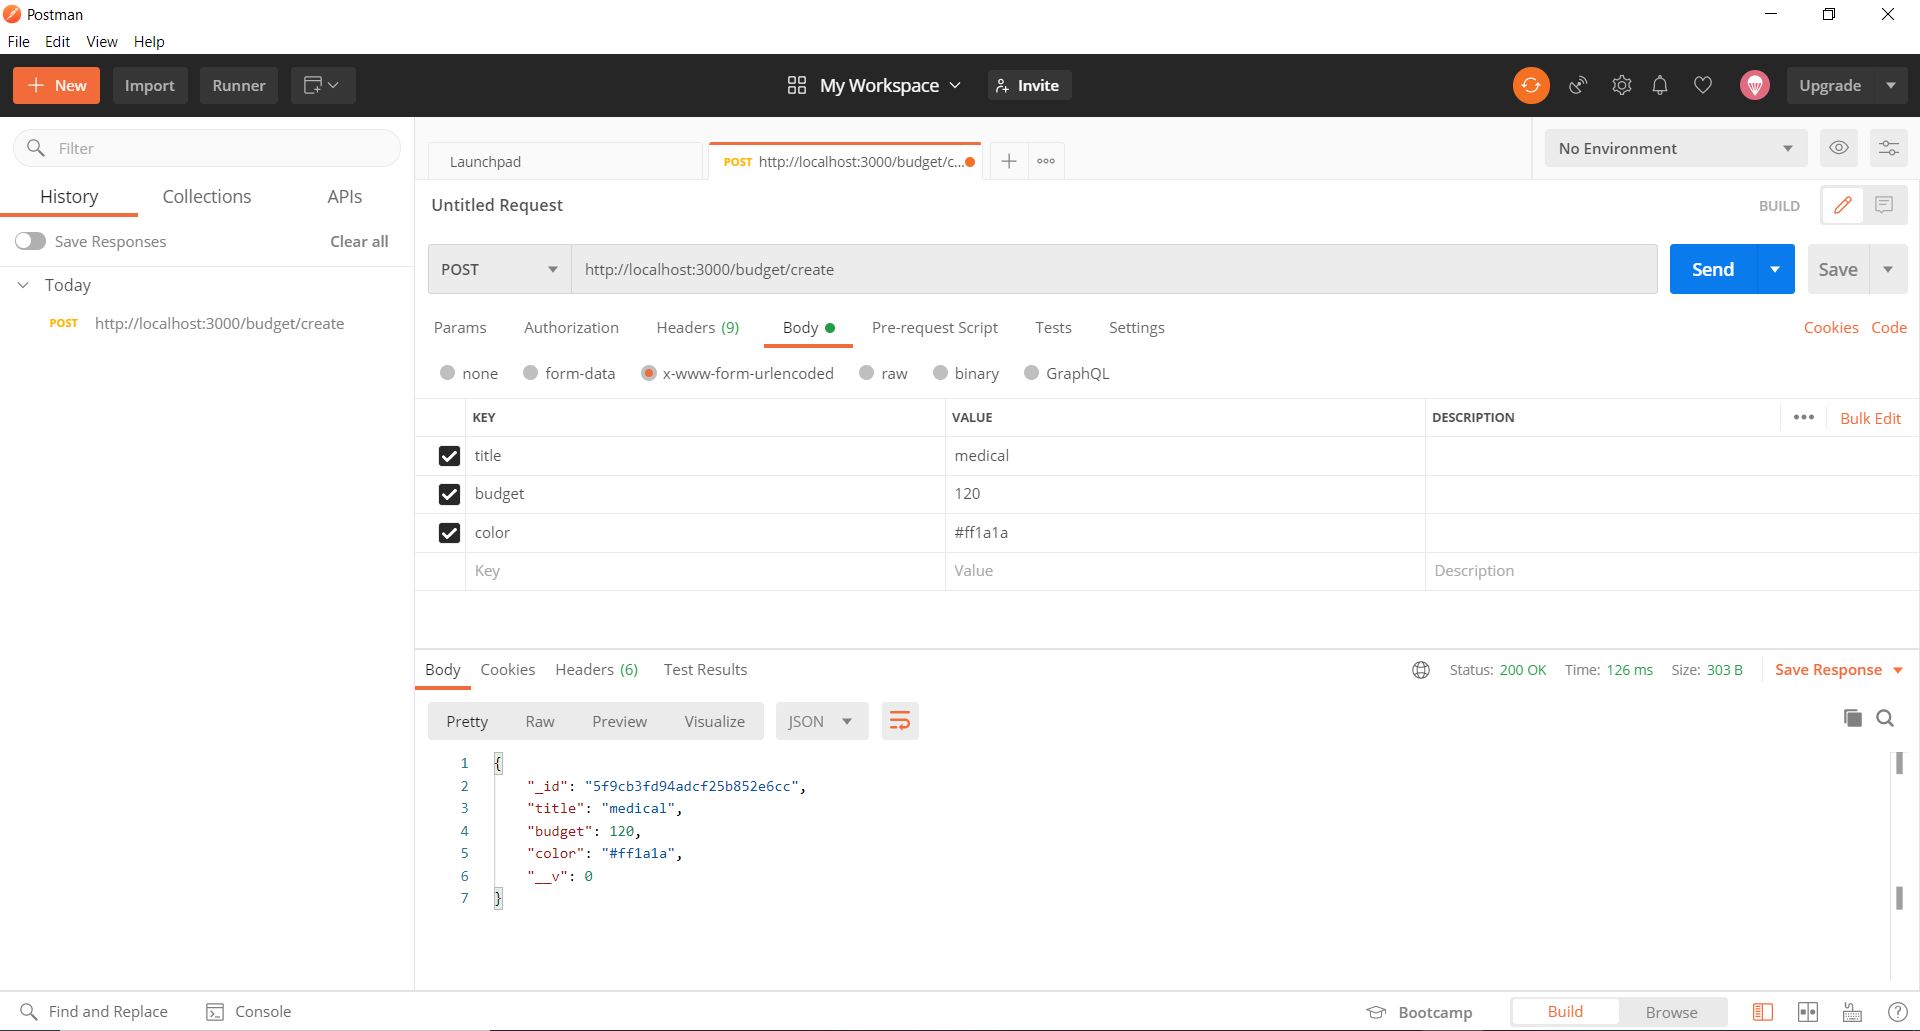 Postman
File Edit View Help
+ New Import Runner My Workspace Invite Upgrade
Filter
Launchpad POST http://localhost:3000/budget/c... No Environment
History Collections APIs
Untitled Request BUILD
Save Responses Clear all
POST http://localhost:3000/budget/create Send Save
Today
POST http://localhost:3000/budget/create
Params Authorization Headers (9) Body Pre-request Script Tests Settings Cookies Code
none form-data x-www-form-urlencoded raw binary GraphQL
KEY VALUE DESCRIPTION ••• Bulk Edit
title medical
budget 120
color #ff1a1a
Key Value Description
Body Cookies Headers (6) Test Results Status: 200 OK Time: 126 ms Size: 303 B Save Response
Pretty Raw Preview Visualize JSON
1 {
2 "_id": "5f9cb3fd94adcf25b852e6cc",
3 "title": "medical",
4 "budget": 120,
5 "color": "#ff1a1a",
6 "__v": 0
7 }
Find and Replace Console Bootcamp Build Browse